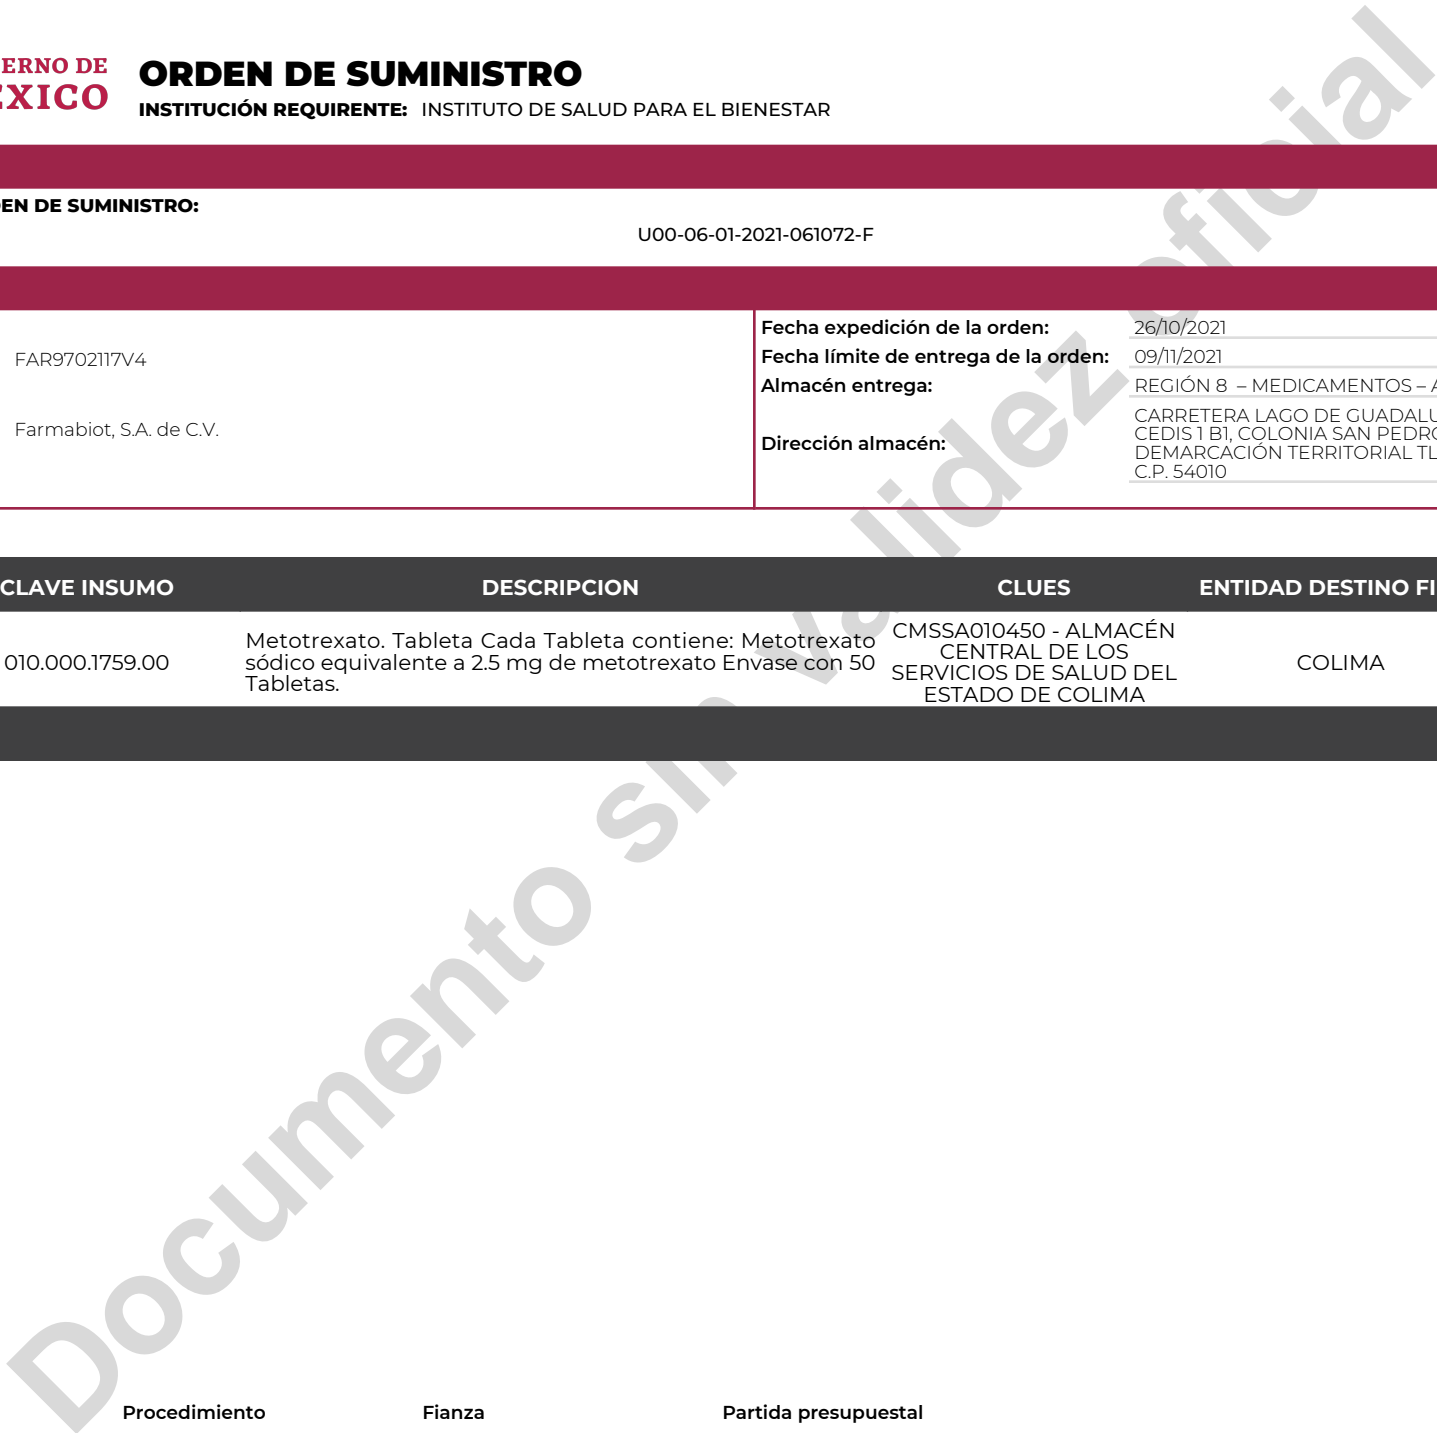 ERNO DE
ÉXICO
ORDEN DE SUMINISTRO
INSTITUCIÓN REQUIRENTE: INSTITUTO DE SALUD PARA EL BIENESTAR
EN DE SUMINISTRO:
U00-06-01-2021-061072-F
FAR9702117V4
Farmabiot, S.A. de C.V.
Fecha expedición de la orden: 26/10/2021
Fecha límite de entrega de la orden: 09/11/2021
Almacén entrega: REGIÓN 8 – MEDICAMENTOS – A
Dirección almacén:
CARRETERA LAGO DE GUADALU
CEDIS 1 B1, COLONIA SAN PEDRO
DEMARCACIÓN TERRITORIAL TL
C.P. 54010
CLAVE INSUMO DESCRIPCION CLUES ENTIDAD DESTINO FI
010.000.1759.00
Metotrexato. Tableta Cada Tableta contiene: Metotrexato
sódico equivalente a 2.5 mg de metotrexato Envase con 50
Tabletas.
CMSSA010450 - ALMACÉN
CENTRAL DE LOS
SERVICIOS DE SALUD DEL
ESTADO DE COLIMA
COLIMA
Documento sin validez oficial
Procedimiento Fianza Partida presupuestal